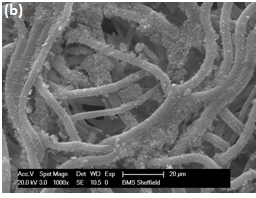 (b)
Acc.V Spot Magn Det WD Exp
20.0 kV 3.0 1000x SE 10.5 0
20 µm
BMS Sheffield